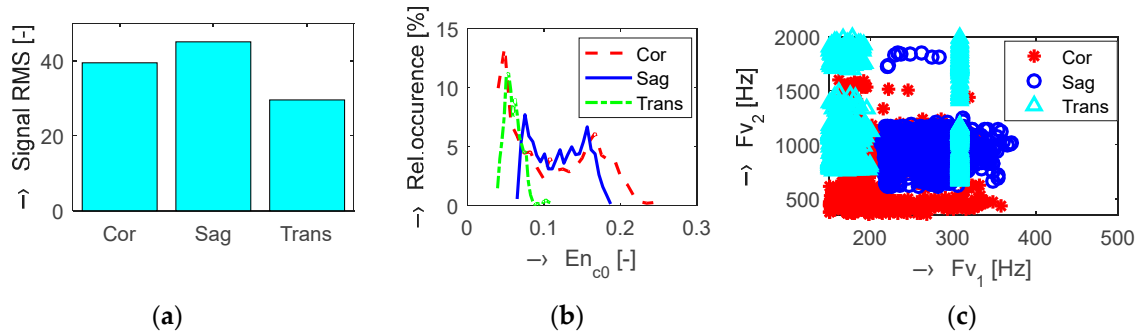 → Signal RMS [-]
40
20
0
Cor
Sag
Trans
(a)
→ Rel.occurence [%]
15
10
5
0
0
0.1
0.2
0.3
→ En_c0 [-]
Cor
Sag
Trans
(b)
→ Fv_2 [Hz]
2000
1500
1000
500
200
300
400
500
→ Fv_1 [Hz]
Cor
Sag
Trans
(c)